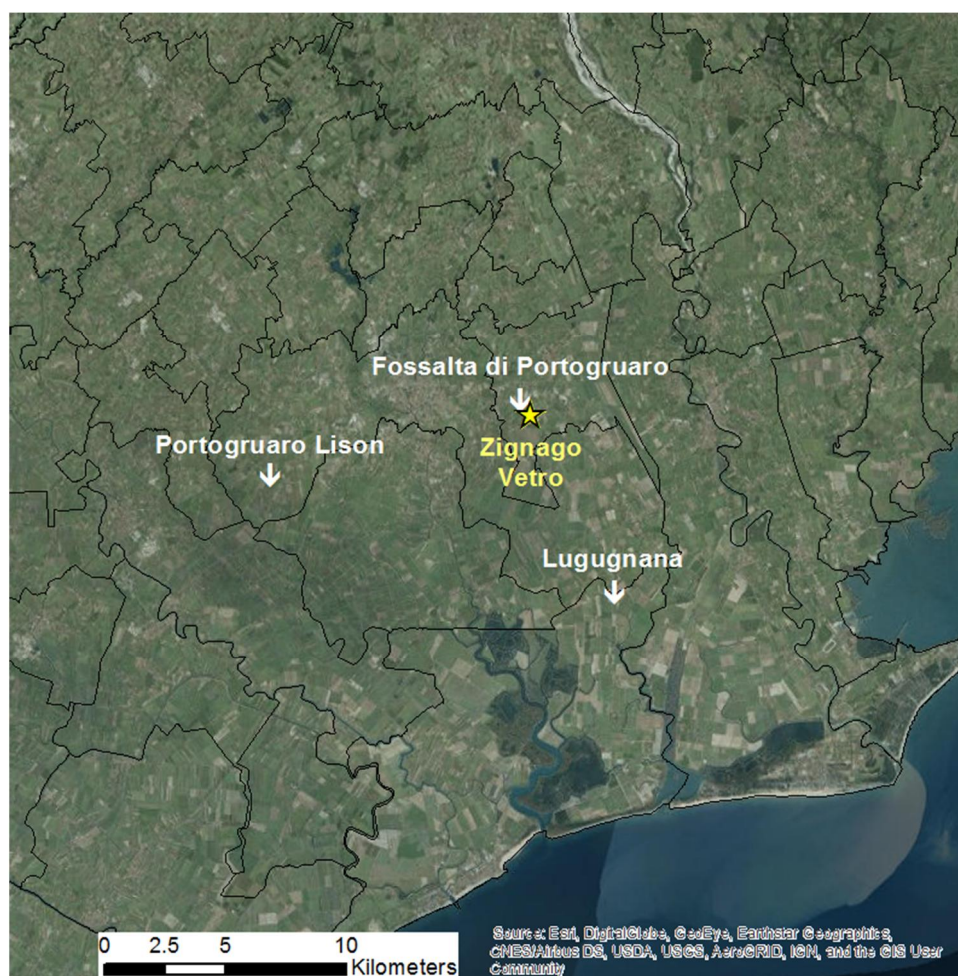 Fossalta di Portogruaro
Portogruaro Lison
Zignago
Vetro
Lugugnana
0 2.5 5 10
Kilometers
Source: Esri, DigitalGlobe, GeoEye, Earthstar Geographics,
CNES/Airbus DS, USDA, USGS, AeroGRID, IGN, and the GIS User
Community